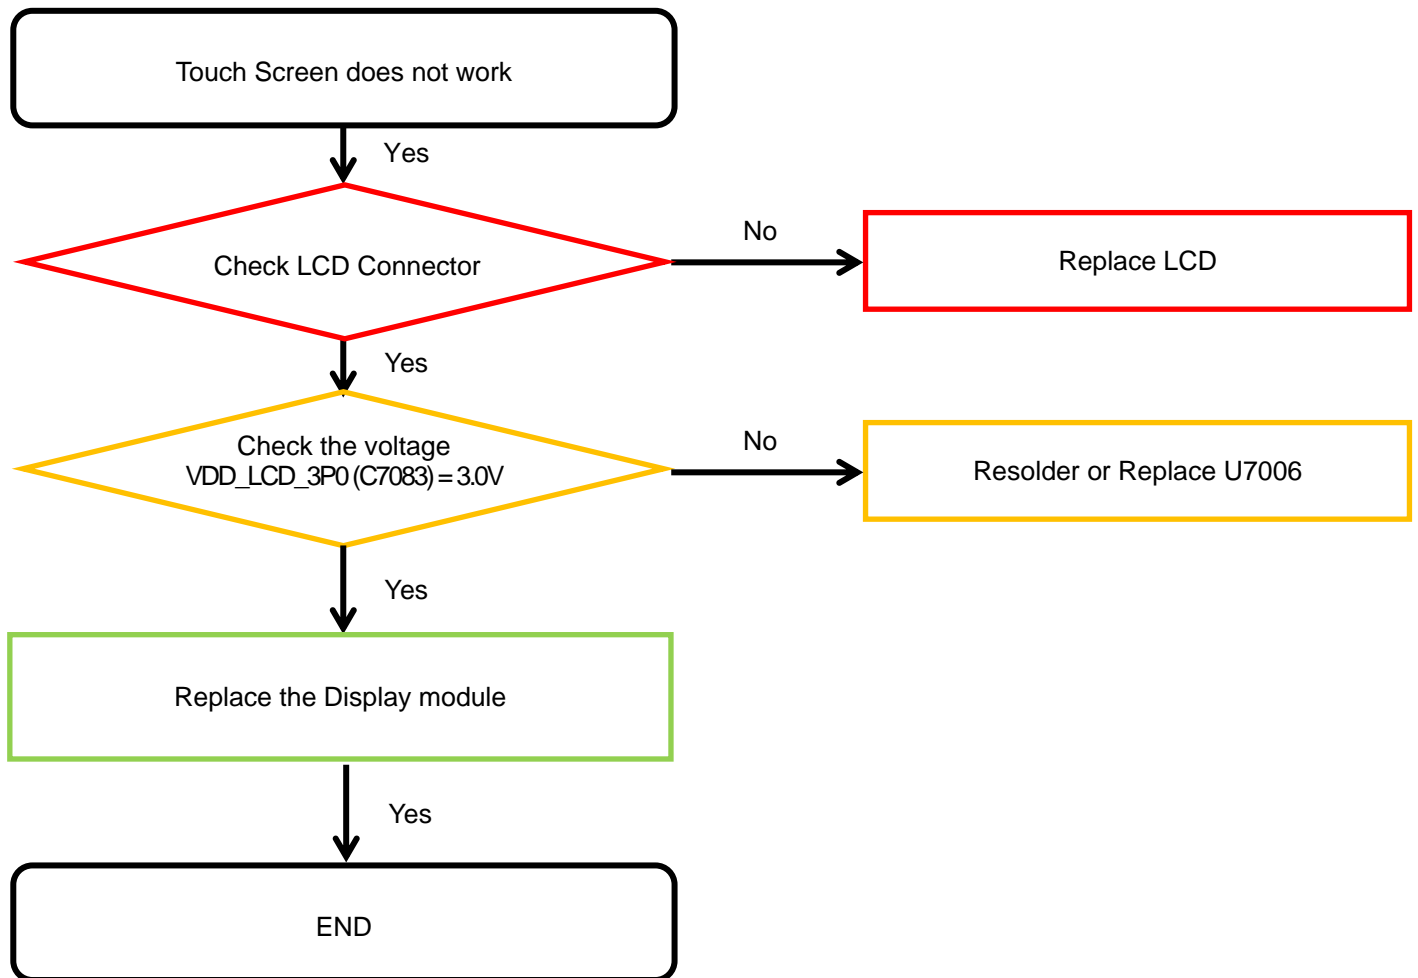 Touch Screen does not work
Yes
Check LCD Connector
No
Replace LCD
Yes
Check the voltage
VDD_LCD_3P0 (C7083) = 3.0V
No
Resolder or Replace U7006
Yes
Replace the Display module
Yes
END